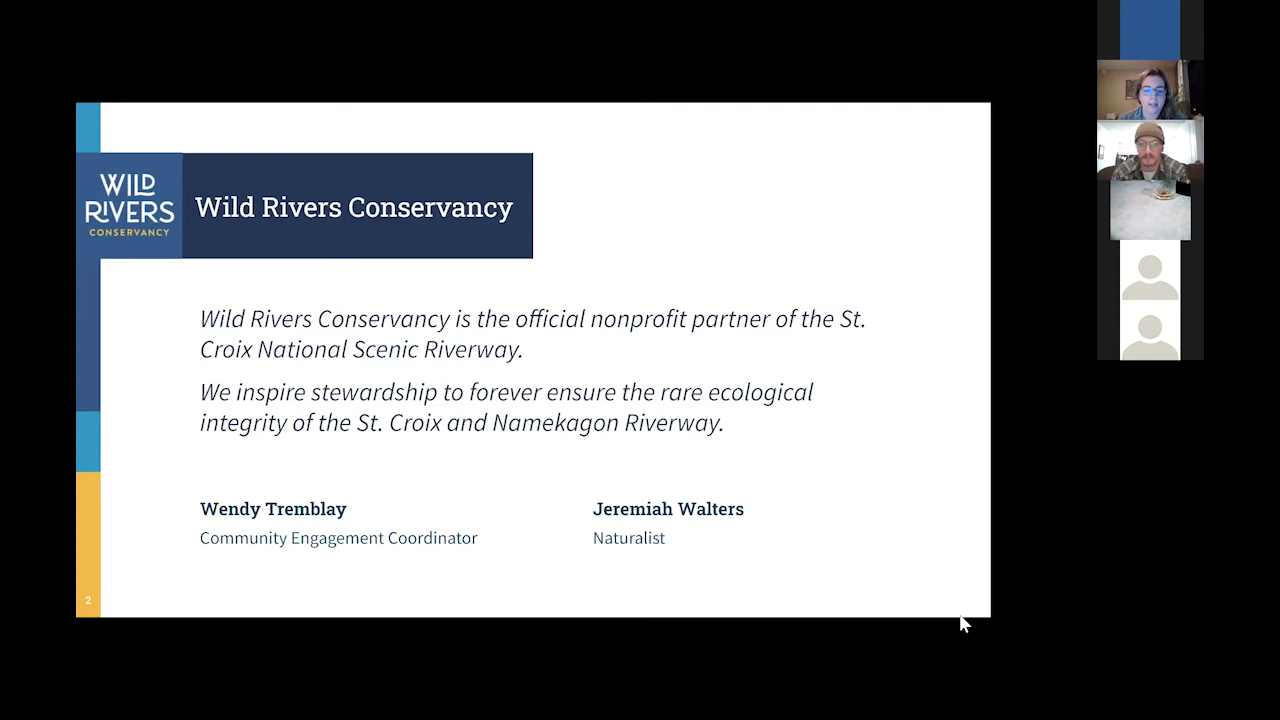 WILD
RIVERS
CONSERVANCY
Wild Rivers Conservancy
Wild Rivers Conservancy is the official nonprofit partner of the St.
Croix National Scenic Riverway.
We inspire stewardship to forever ensure the rare ecological
integrity of the St. Croix and Namekagon Riverway.
Wendy Tremblay
Jeremiah Walters
Community Engagement Coordinator
Naturalist
2